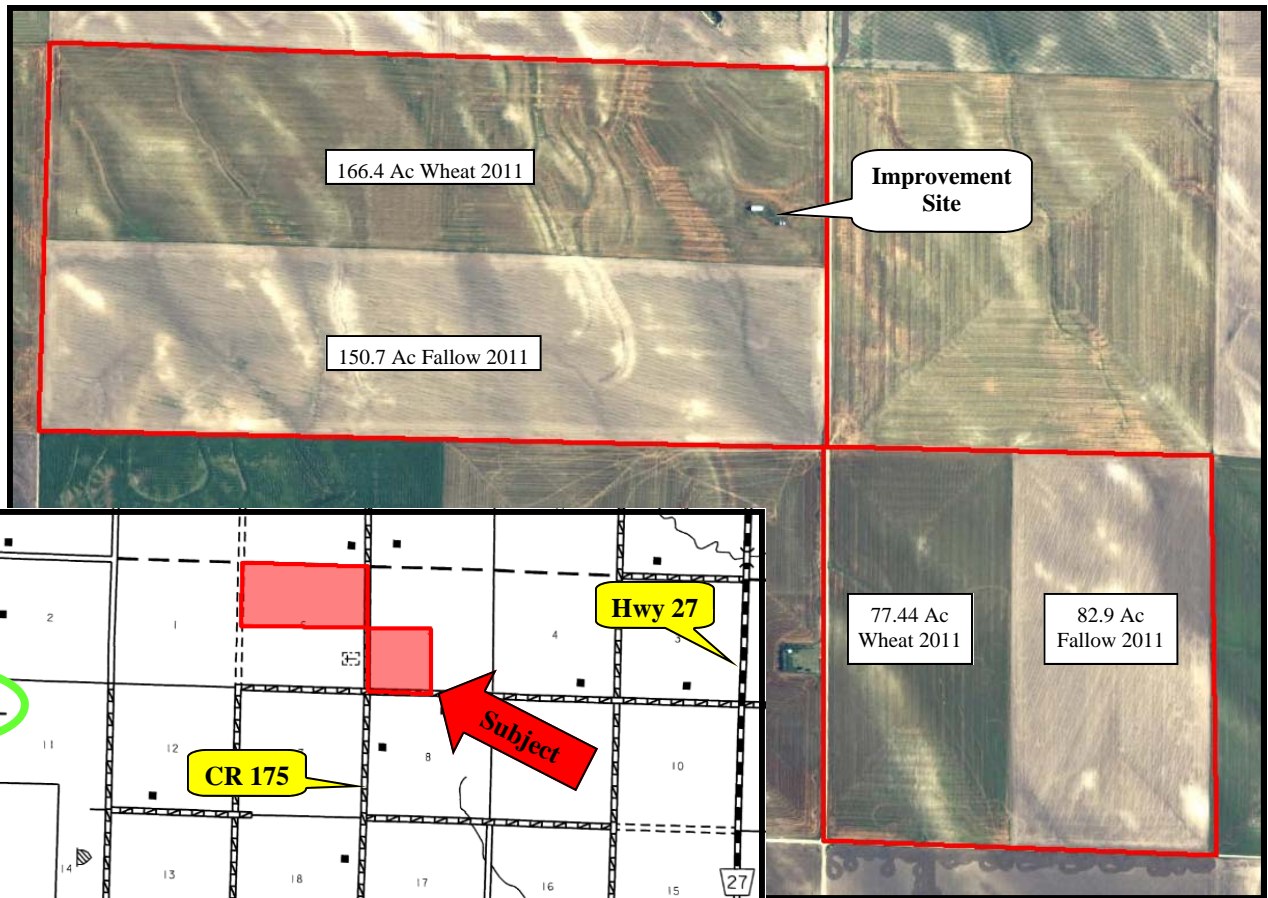 166.4 Ac Wheat 2011
Improvement
Site
150.7 Ac Fallow 2011
77.44 Ac
Wheat 2011
82.9 Ac
Fallow 2011
Hwy 27
Subject
CR 175
2
1
4
3
11
12
8
10
14
13
18
17
16
15
27